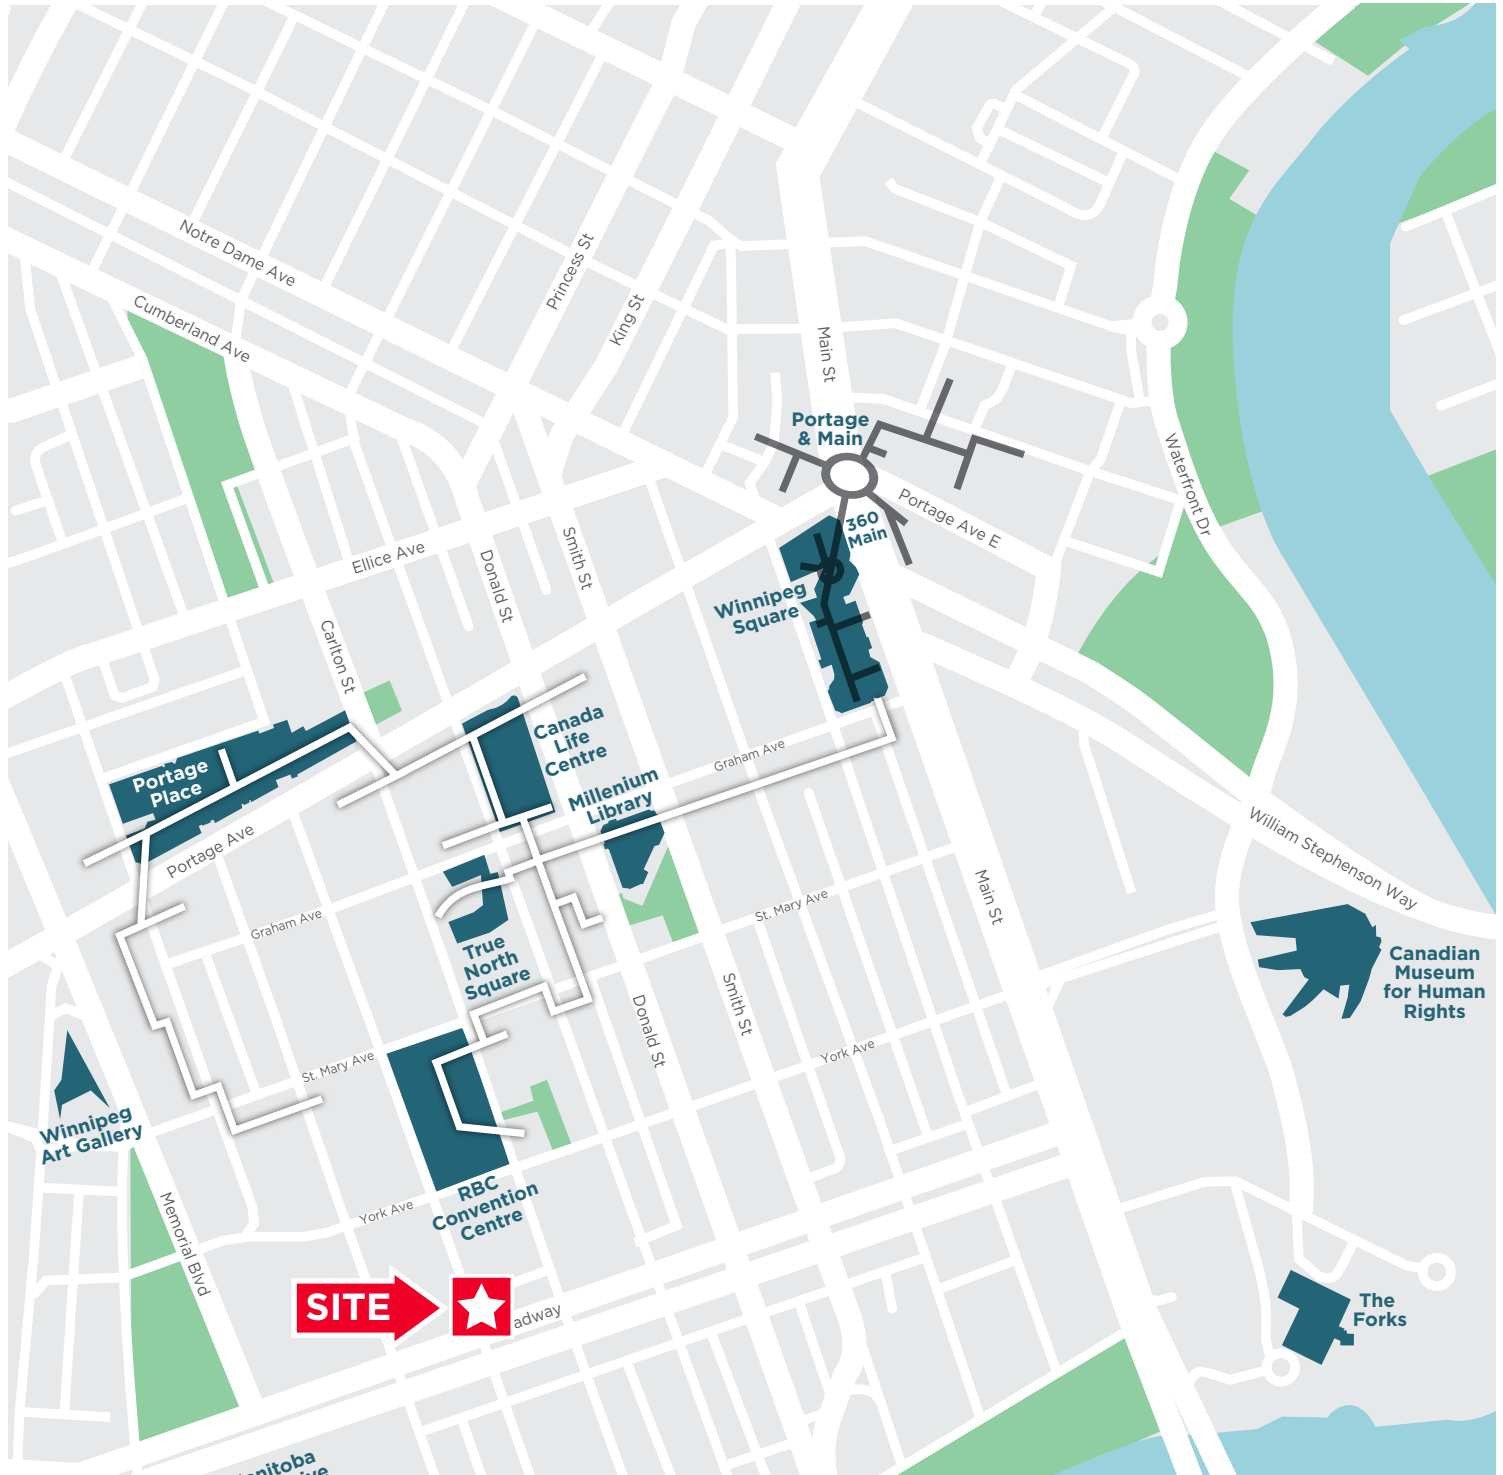 Notre Dame Ave
Cumberland Ave
Princess St
King St
Main St
Portage
& Main
Portage Ave E
Waterfront Dr
360
Main
Winnipeg
Square
Ellice Ave
Donald St
Smith St
Carlton St
Canada
Life
Centre
Millenium
Library
Graham Ave
Portage
Place
Portage Ave
Graham Ave
True
North
Square
St. Mary Ave
Main St
William Stephenson Way
Canadian
Museum
for Human
Rights
Smith St
Donald St
York Ave
St. Mary Ave
Winnipeg
Art Gallery
Memorial Blvd
York Ave
RBC
Convention
Centre
SITE
adway
The
Forks
anitoba